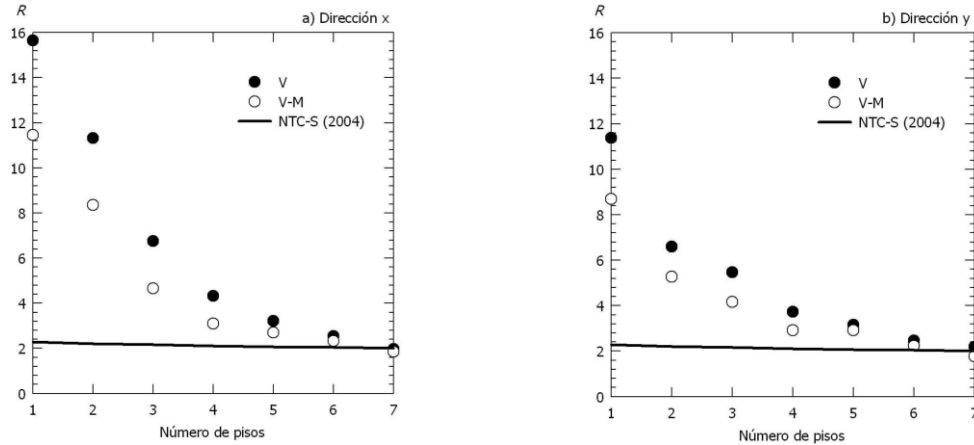 R
a) Dirección x
16
14
12
10
8
6
4
2
0
V
V-M
NTC-S (2004)
1 2 3 4 5 6 7
Número de pisos
R
b) Dirección y
16
14
12
10
8
6
4
2
0
V
V-M
NTC-S (2004)
1 2 3 4 5 6 7
Número de pisos